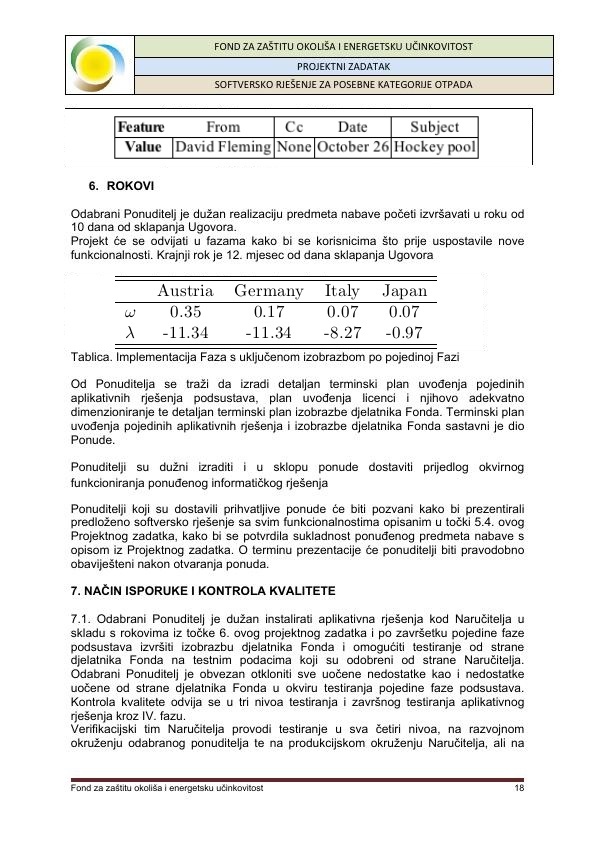 FOND ZA ZAŠTITU OKOLIŠA I ENERGETSKU UČINKOVITOST
PROJEKTNI ZADATAK
SOFTVERSKO RJEŠENJE ZA POSEBNE KATEGORIJE OTPADA
Feature From Cc Date Subject
Value David Fleming None October 26 Hockey pool
6. ROKOVI
Odabrani Ponuditelj je dužan realizaciju predmeta nabave početi izvršavati u roku od
10 dana od sklapanja Ugovora.
Projekt će se odvijati u fazama kako bi se korisnicima što prije uspostavile nove
funkcionalnosti. Krajnji rok je 12. mjesec od dana sklapanja Ugovora
Austria Germany Italy Japan
ω 0.35 0.17 0.07 0.07
λ -11.34 -11.34 -8.27 -0.97
Tablica. Implementacija Faza s uključenom izobrazbom po pojedinoj Fazi
Od Ponuditelja se traži da izradi detaljan terminski plan uvođenja pojedinih
aplikativnih rješenja podsustava, plan uvođenja licenci i njihovo adekvatno
dimenzioniranje te detaljan terminski plan izobrazbe djelatnika Fonda. Terminski plan
uvođenja pojedinih aplikativnih rješenja i izobrazbe djelatnika Fonda sastavni je dio
Ponude.
Ponuditelji su dužni izraditi i u sklopu ponude dostaviti prijedlog okvirnog
funkcioniranja ponuđenog informatičkog rješenja
Ponuditelji koji su dostavili prihvatljive ponude će biti pozvani kako bi prezentirali
predloženo softversko rješenje sa svim funkcionalnostima opisanim u točki 5.4. ovog
Projektnog zadatka, kako bi se potvrdila sukladnost ponuđenog predmeta nabave s
opisom iz Projektnog zadatka. O terminu prezentacije će ponuditelji biti pravodobno
obaviješteni nakon otvaranja ponuda.
7. NAČIN ISPORUKE I KONTROLA KVALITETE
7.1. Odabrani Ponuditelj je dužan instalirati aplikativna rješenja kod Naručitelja u
skladu s rokovima iz točke 6. ovog projektnog zadatka i po završetku pojedine faze
podsustava izvršiti izobrazbu djelatnika Fonda i omogućiti testiranje od strane
djelatnika Fonda na testnim podacima koji su odobreni od strane Naručitelja.
Odabrani Ponuditelj je obvezan otkloniti sve uočene nedostatke kao i nedostatke
uočene od strane djelatnika Fonda u okviru testiranja pojedine faze podsustava.
Kontrola kvalitete odvija se u tri nivoa testiranja i završnog testiranja aplikativnog
rješenja kroz IV. fazu.
Verifikacijski tim Naručitelja provodi testiranje u sva četiri nivoa, na razvojnom
okruženju odabranog ponuditelja te na produkcijskom okruženju Naručitelja, ali na
Fond za zaštitu okoliša i energetsku učinkovitost 18